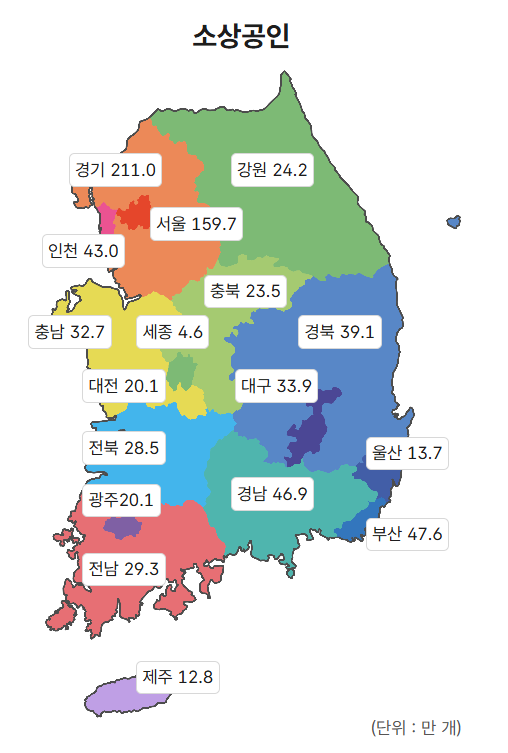 소상공인
경기 211.0
강원 24.2
서울 159.7
인천 43.0
충북 23.5
충남 32.7
세종 4.6
경북 39.1
대전 20.1
대구 33.9
전북 28.5
울산 13.7
광주20.1
경남 46.9
부산 47.6
전남 29.3
제주 12.8
(단위 : 만 개)